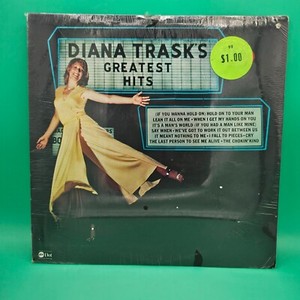 DIANA TRASK'S
GREATEST
HITS
$1.00
(IF YOU WANNA HOLD ON) HOLD ON TO YOUR MAN
LEAN IT ALL ON ME • WHEN I GET MY HANDS ON YOU
IT'S A MAN'S WORLD (IF YOU HAD A MAN LIKE MINE)
SAY WHEN • WE'VE GOT TO WORK IT OUT BETWEEN US
IT MEANT NOTHING TO ME • I FALL TO PIECES • CRY
THE LAST PERSON TO SEE ME ALIVE • THE CHOKIN' KIND
Dot